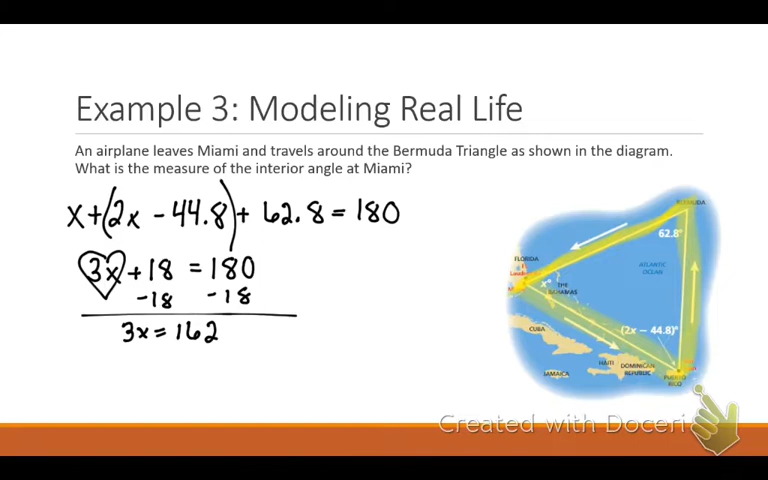 Example 3: Modeling Real Life
An airplane leaves Miami and travels around the Bermuda Triangle as shown in the diagram.
What is the measure of the interior angle at Miami?
x+(2x - 44.8)+ 62.8 = 180
3x +18 = 180
-18 -18
3x = 162
BERMUDA
62.8°
FLORIDA
ATLANTIC
OCEAN
x°
THE
BAHAMAS
CUBA
(2x − 44.8)°
HAITI
DOMINICAN
REPUBLIC
JAMAICA
PUERTO
RICO
Created with Doceri